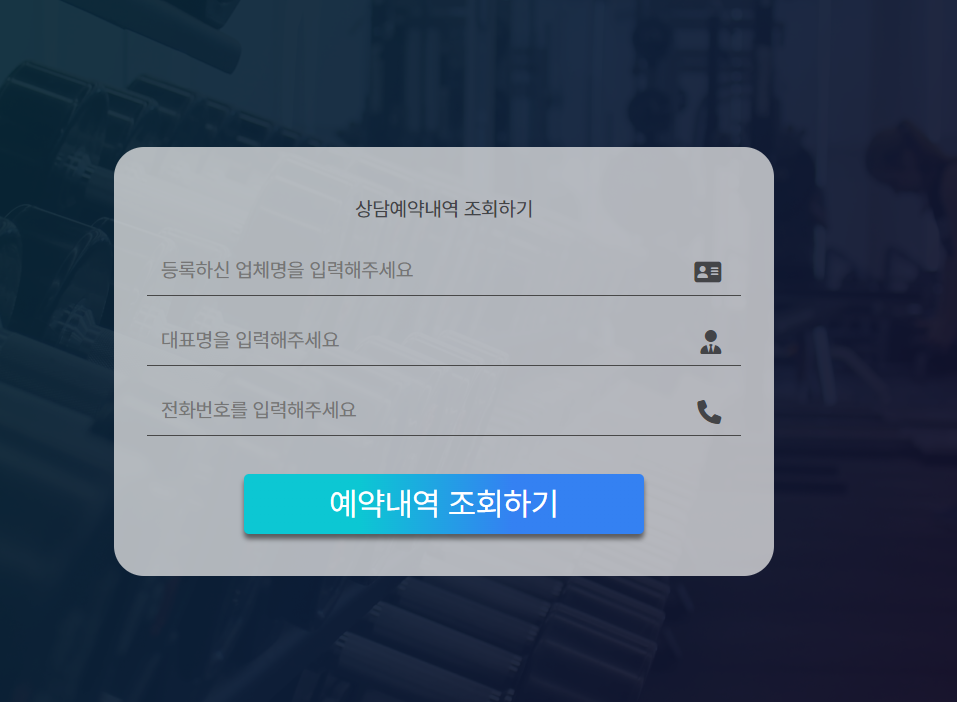 상담예약내역 조회하기
등록하신 업체명을 입력해주세요
대표명을 입력해주세요
전화번호를 입력해주세요
예약내역 조회하기